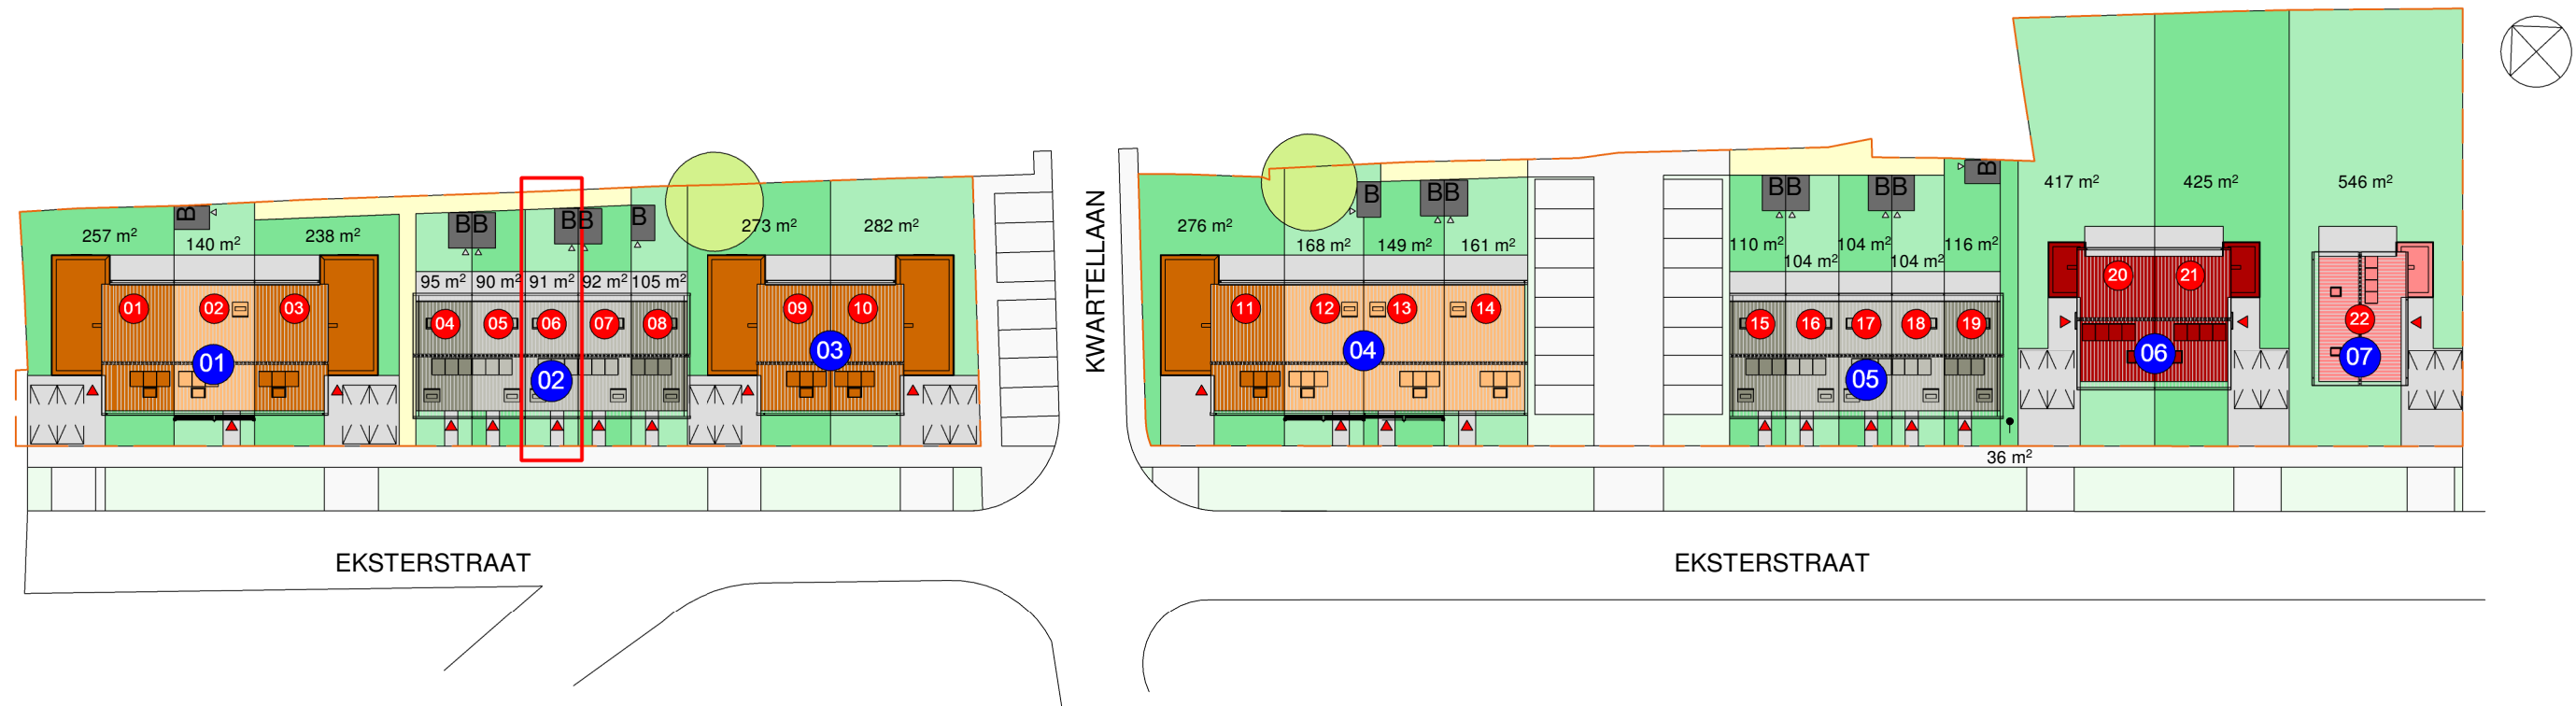 417 m²
425 m²
546 m²
257 m²
B
140 m²
238 m²
BB
BB
B
273 m²
282 m²
276 m²
B
BB
168 m²
149 m²
161 m²
BB
BB
B
110 m²
104 m²
104 m²
104 m²
116 m²
95 m²
90 m²
91 m²
92 m²
105 m²
01
02
03
04
05
06
07
08
09
10
11
12
13
14
15
16
17
18
19
20
21
22
01
02
03
04
05
06
07
KWARTELLAAN
36 m²
EKSTERSTRAAT
EKSTERSTRAAT